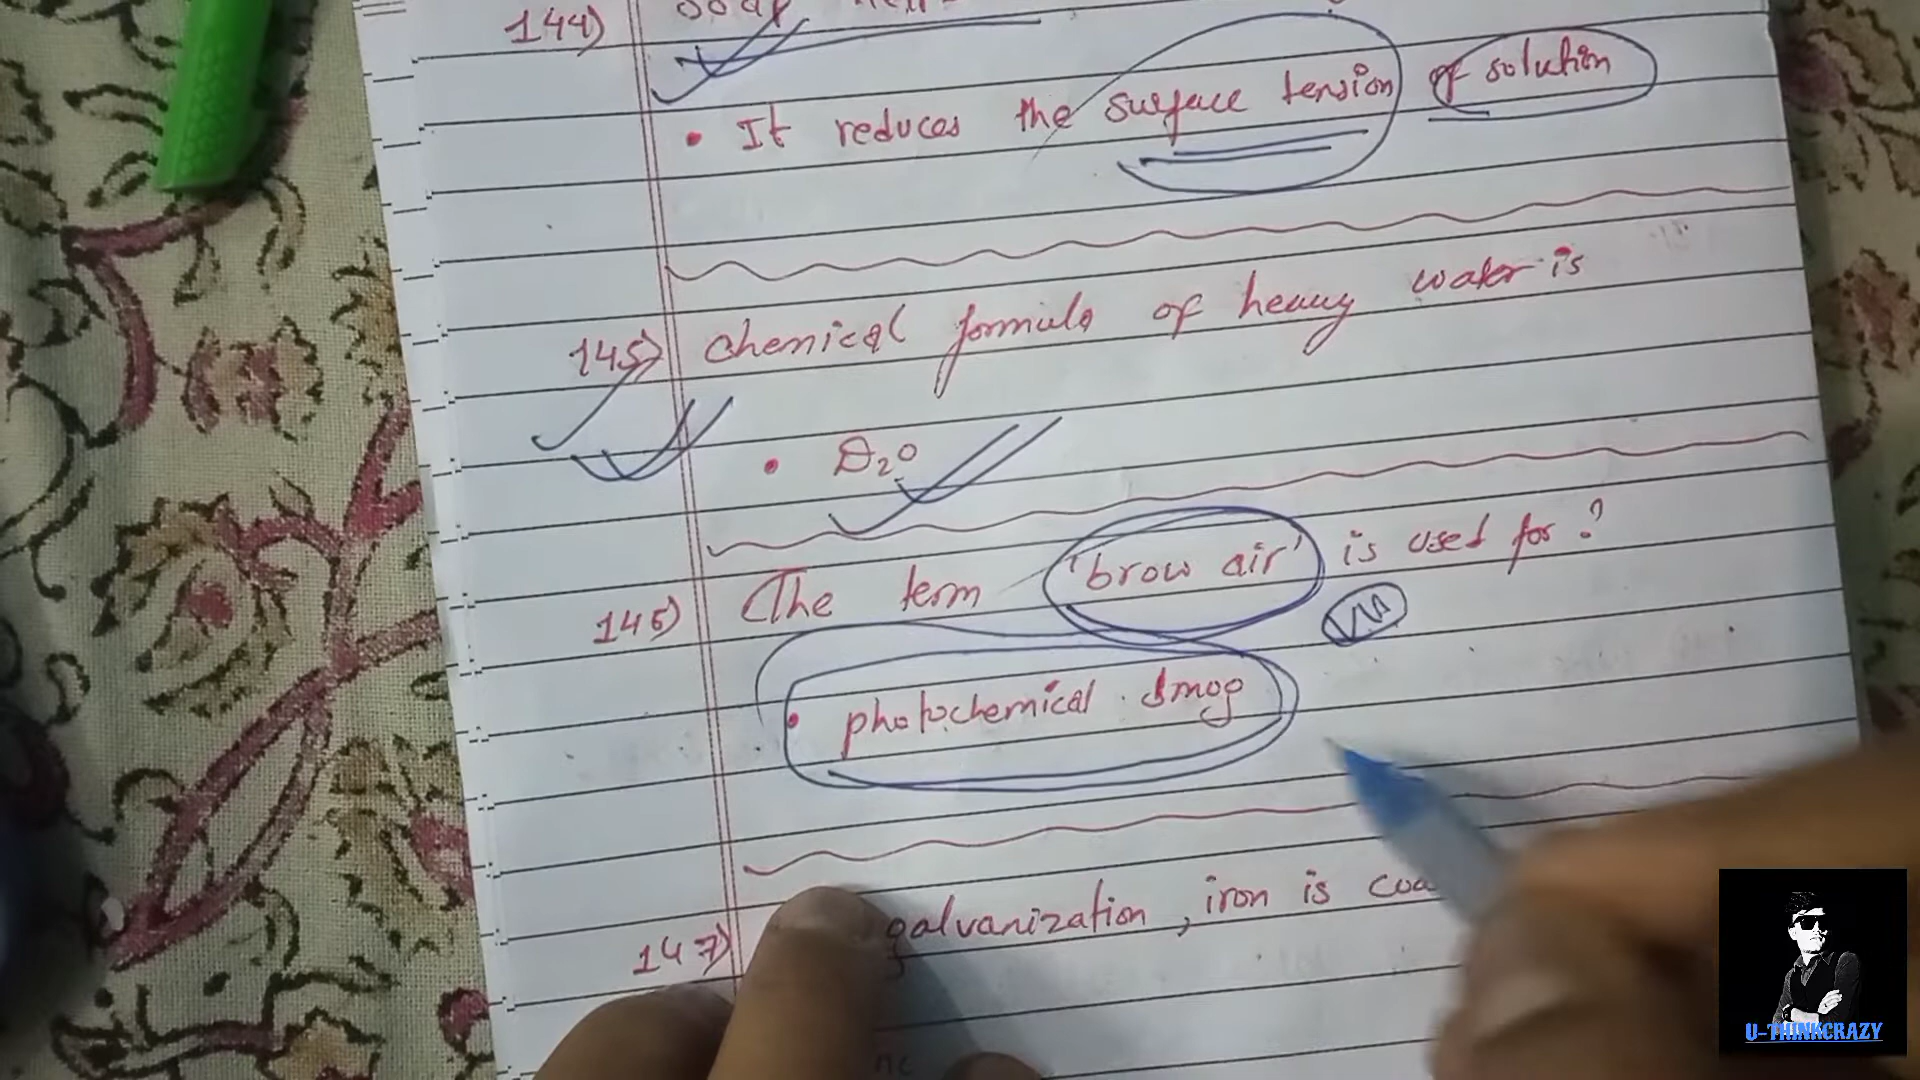 144) Soap
• It reduces the surface tension of solution
145) Chemical formula of heavy water is
• D₂O
146) The term 'brow air' is used for?
• photochemical smog
147) galvanization, iron is
U-THINKCRAZY